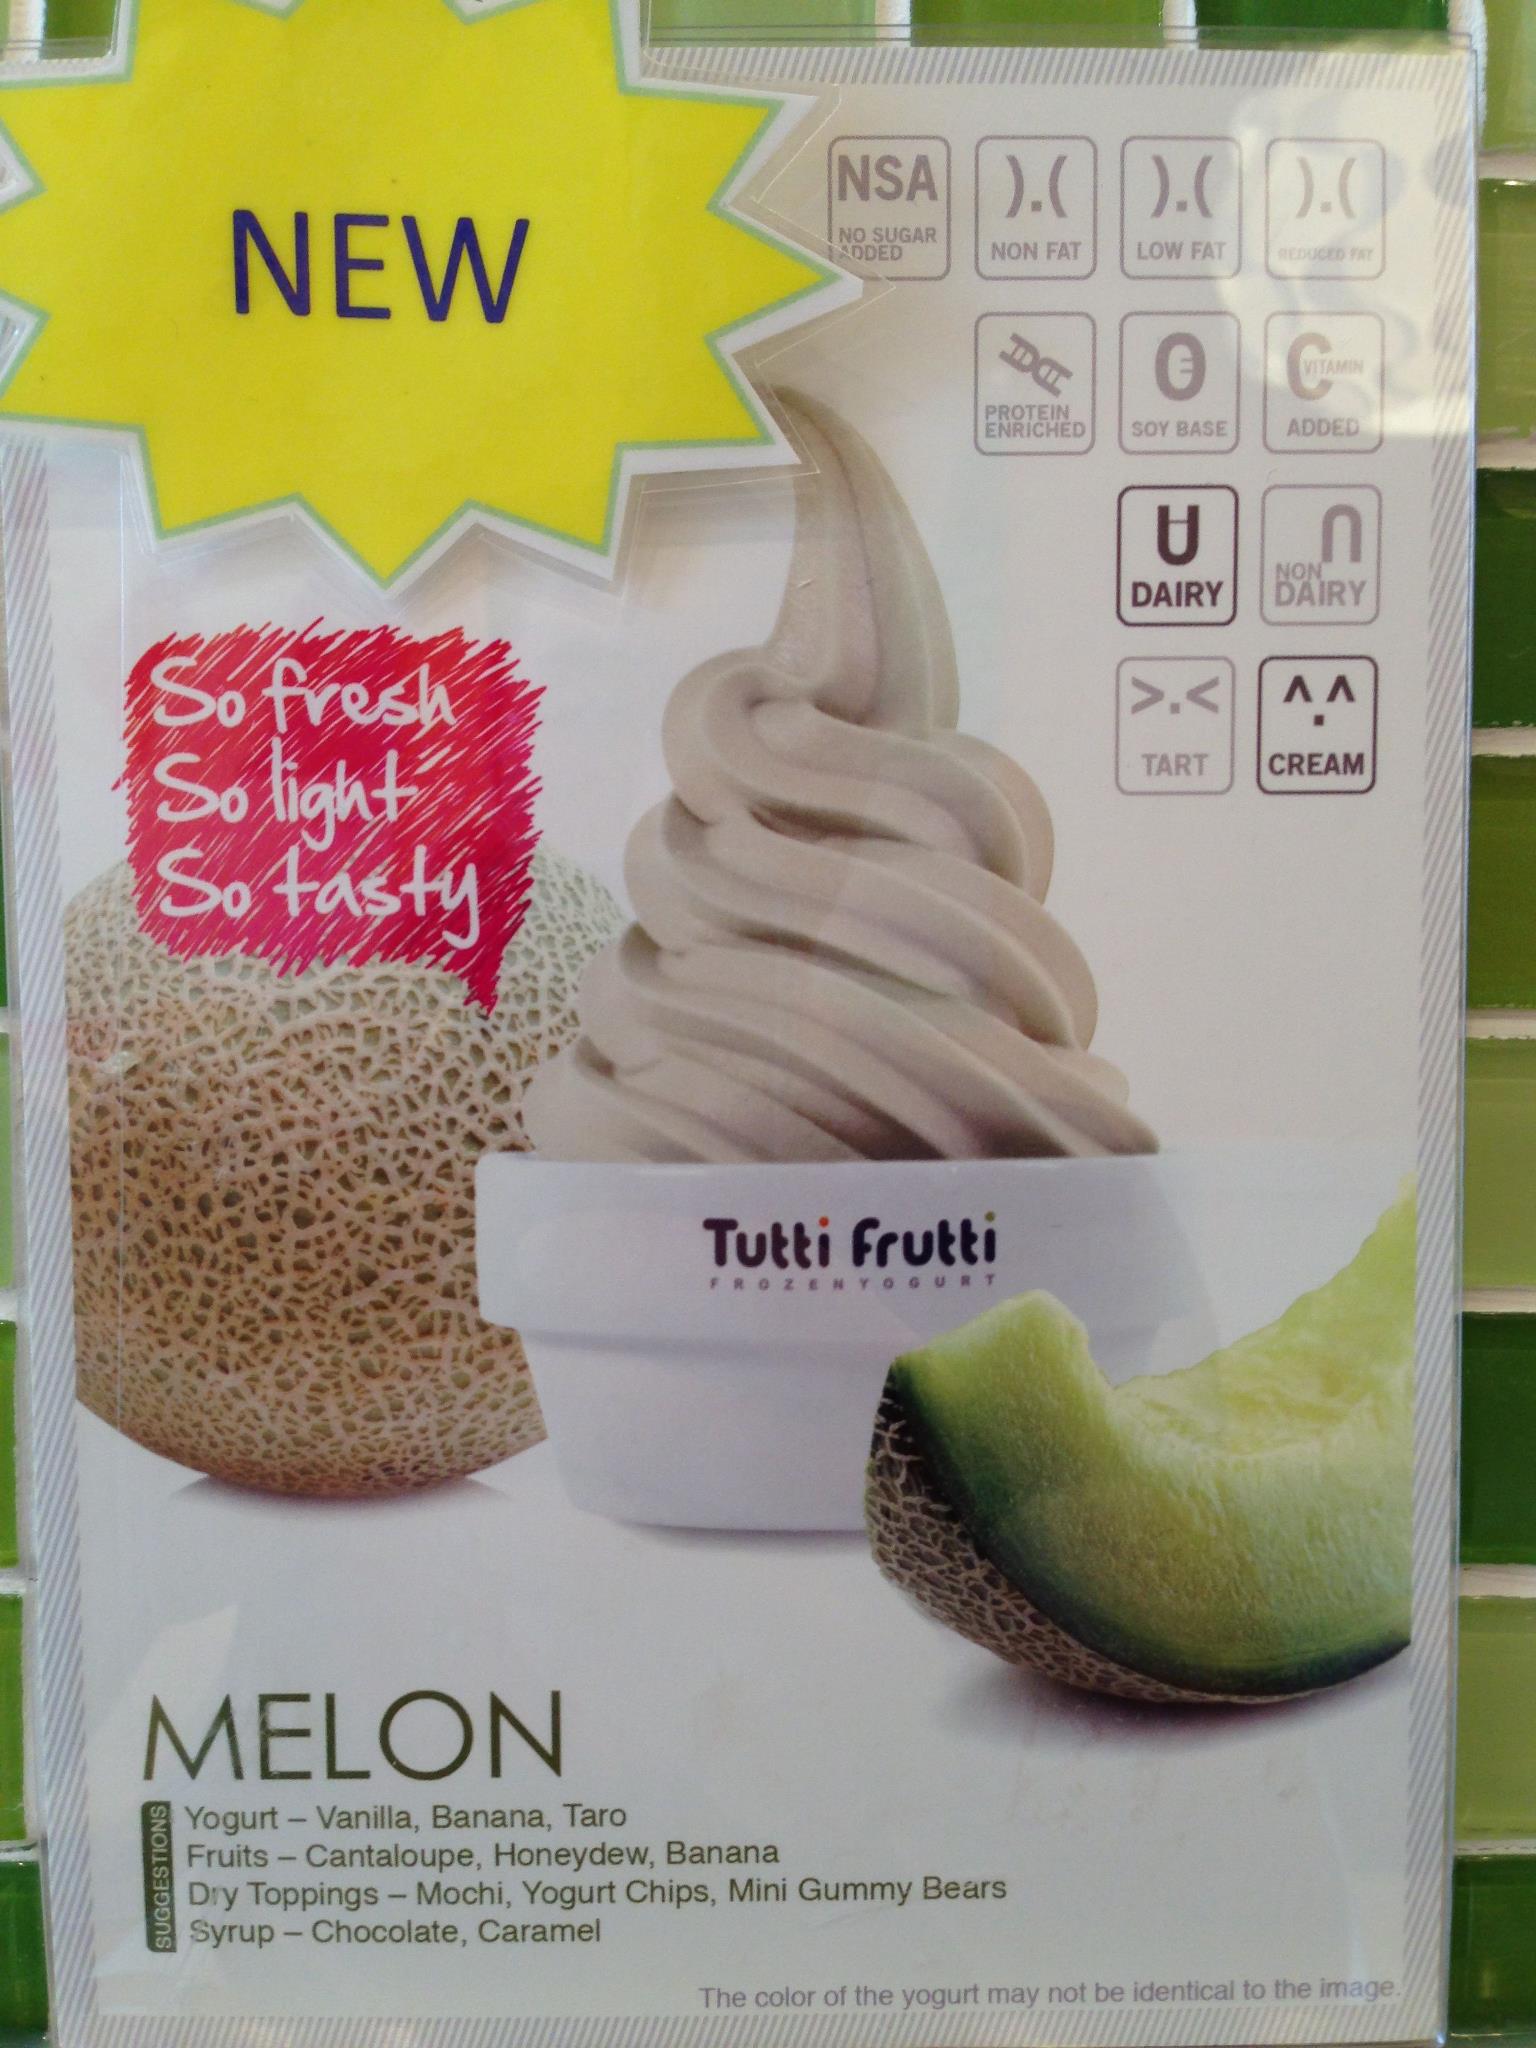 NEW
NSA
NO SUGAR
ADDED
).(
NON FAT
).(
LOW FAT
).(
REDUCED FAT
PROTEIN
ENRICHED
SOY BASE
C VITAMIN
ADDED
DAIRY
NON
DAIRY
>.<
TART
^.^
CREAM
So fresh
So light
So tasty
Tutti Frutti
FROZEN YOGURT
MELON
SUGGESTIONS
Yogurt – Vanilla, Banana, Taro
Fruits – Cantaloupe, Honeydew, Banana
Dry Toppings – Mochi, Yogurt Chips, Mini Gummy Bears
Syrup – Chocolate, Caramel
The color of the yogurt may not be identical to the image.